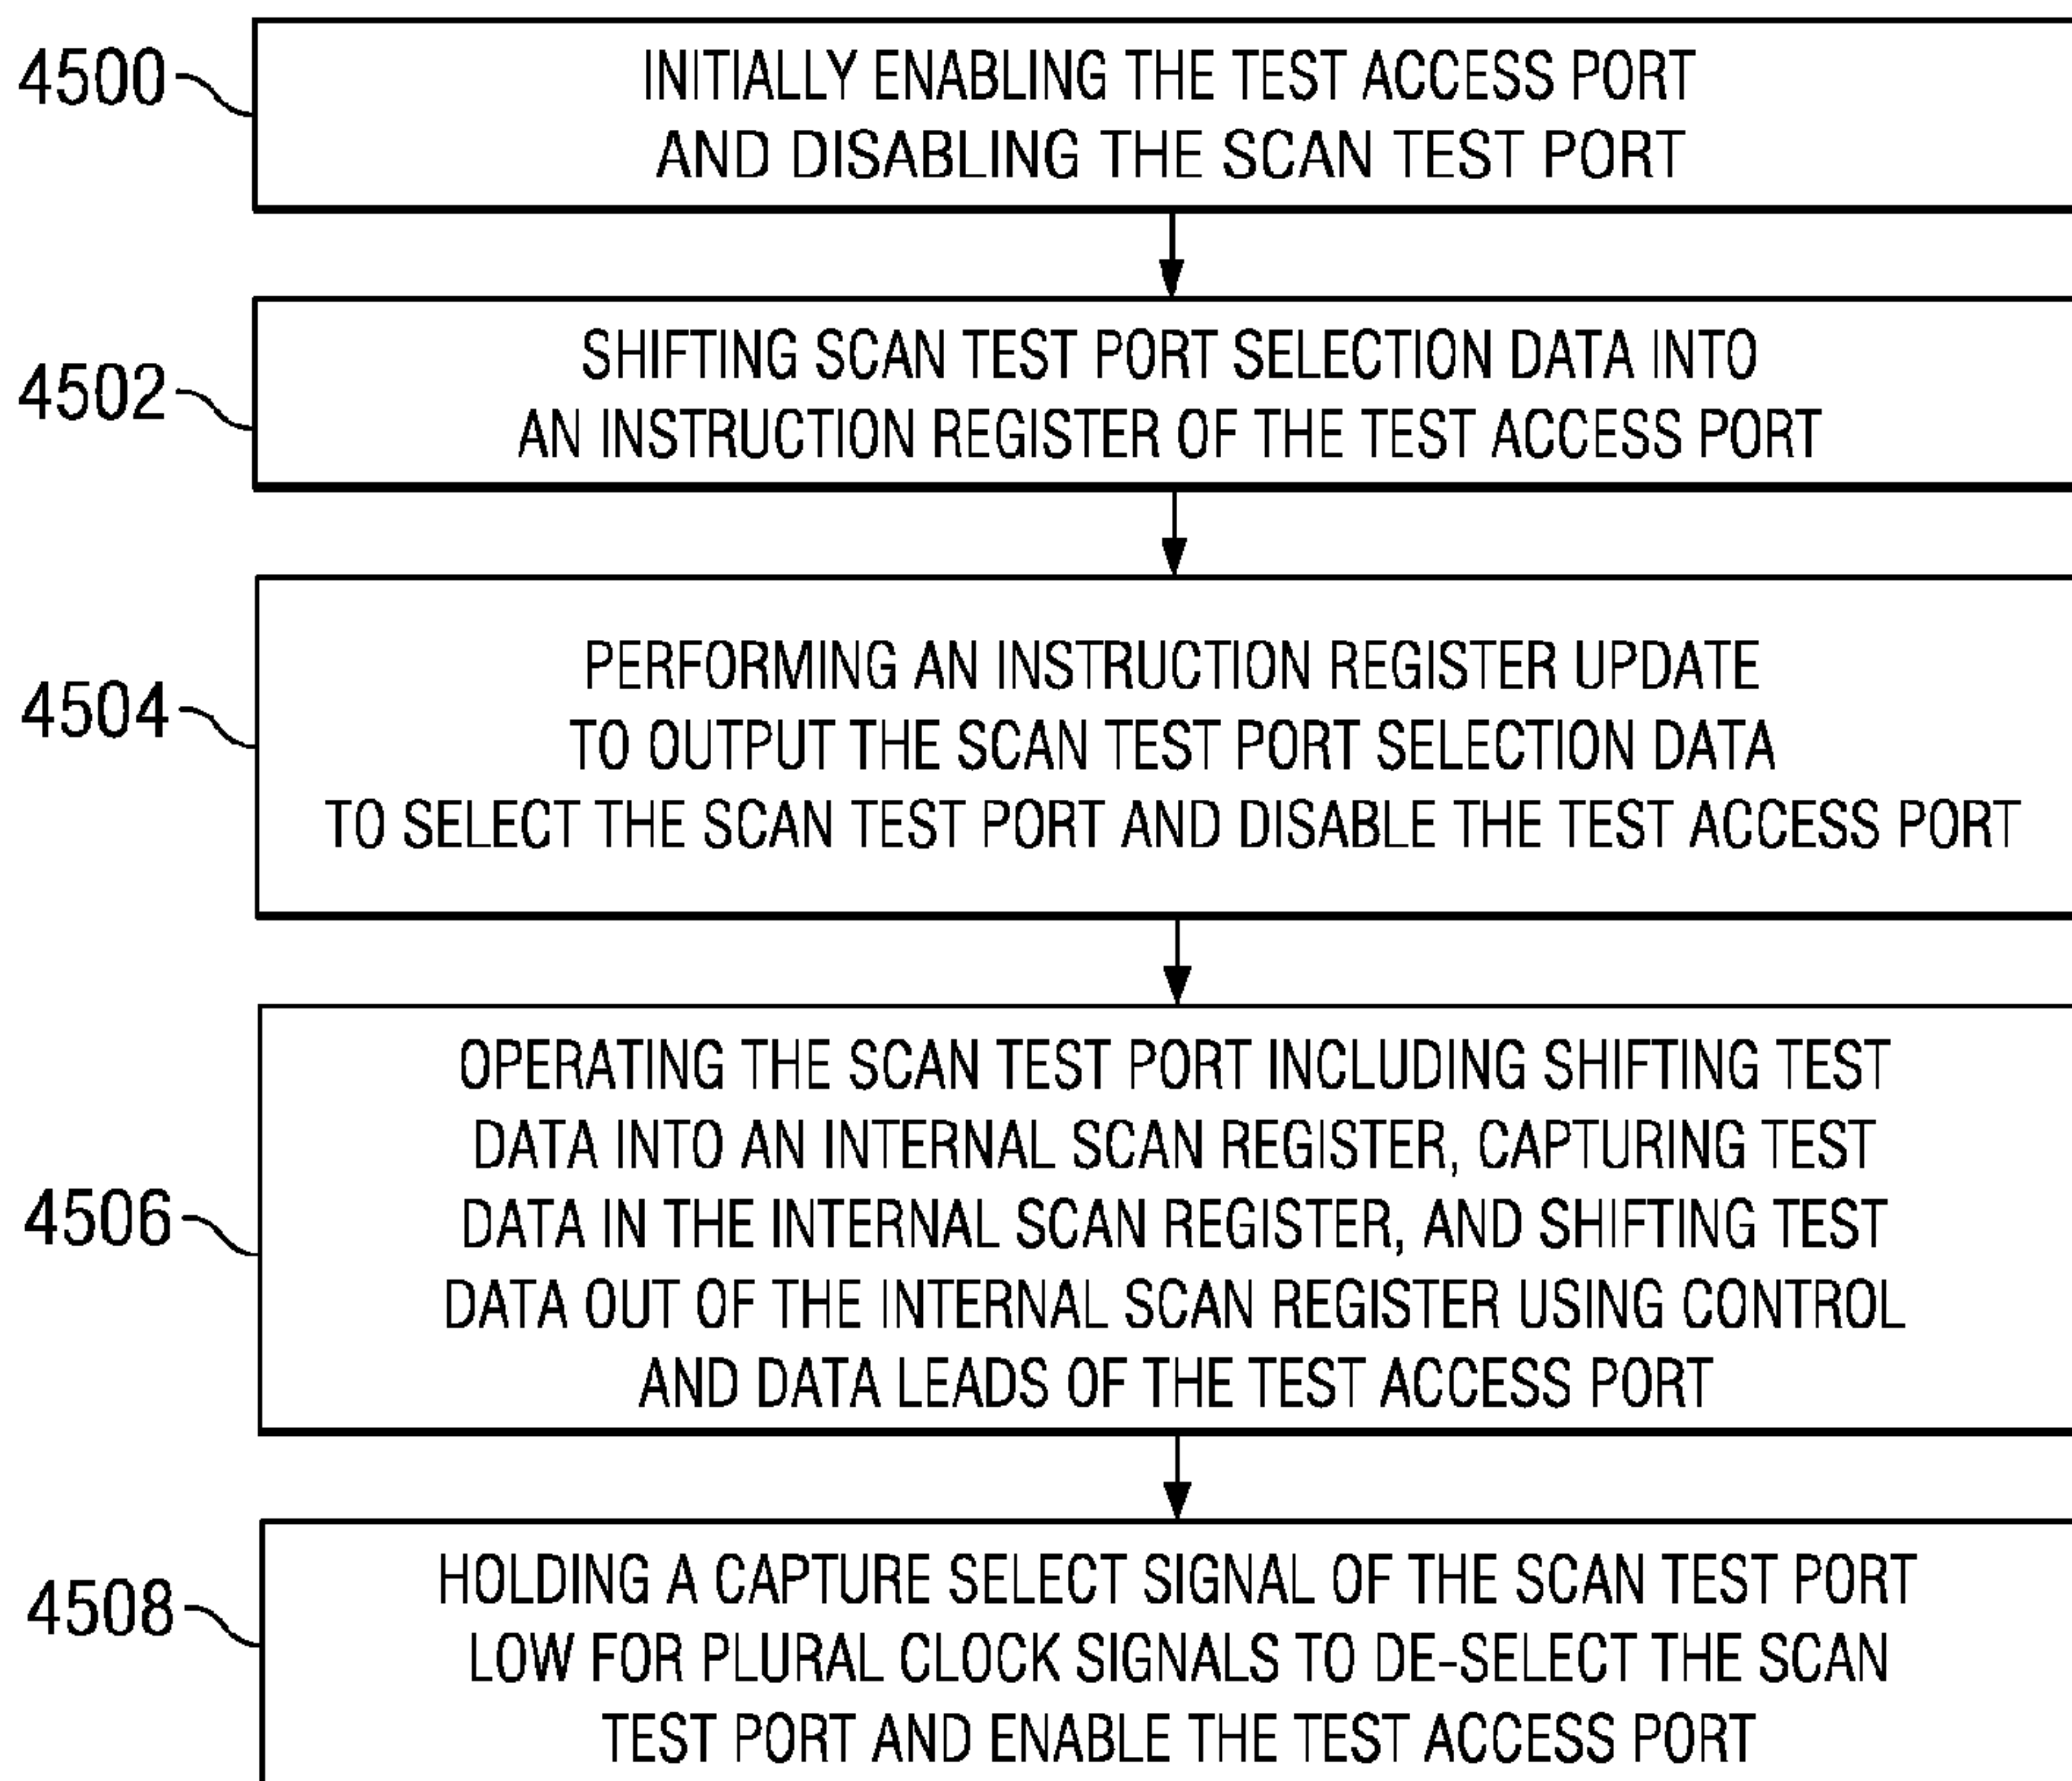 4500
INITIALLY ENABLING THE TEST ACCESS PORT
AND DISABLING THE SCAN TEST PORT
4502
SHIFTING SCAN TEST PORT SELECTION DATA INTO
AN INSTRUCTION REGISTER OF THE TEST ACCESS PORT
4504
PERFORMING AN INSTRUCTION REGISTER UPDATE
TO OUTPUT THE SCAN TEST PORT SELECTION DATA
TO SELECT THE SCAN TEST PORT AND DISABLE THE TEST ACCESS PORT
4506
OPERATING THE SCAN TEST PORT INCLUDING SHIFTING TEST
DATA INTO AN INTERNAL SCAN REGISTER, CAPTURING TEST
DATA IN THE INTERNAL SCAN REGISTER, AND SHIFTING TEST
DATA OUT OF THE INTERNAL SCAN REGISTER USING CONTROL
AND DATA LEADS OF THE TEST ACCESS PORT
4508
HOLDING A CAPTURE SELECT SIGNAL OF THE SCAN TEST PORT
LOW FOR PLURAL CLOCK SIGNALS TO DE-SELECT THE SCAN
TEST PORT AND ENABLE THE TEST ACCESS PORT